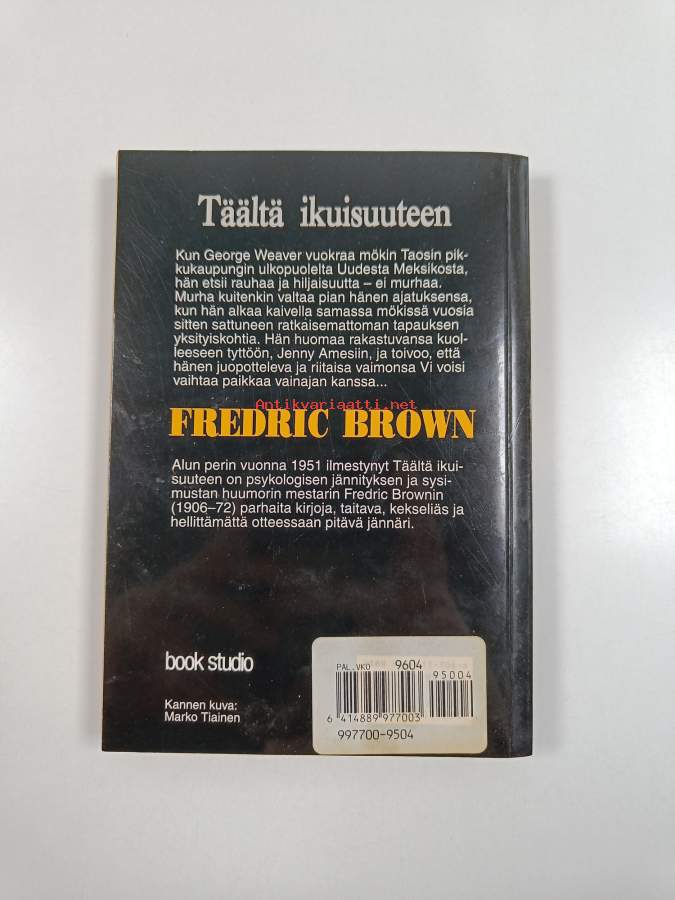 Täältä ikuisuuteen
Kun George Weaver vuokraa mökin Taosin pik-
kukaupungin ulkopuolelta Uudesta Meksikosta,
hän etsii rauhaa ja hiljaisuutta – ei murhaa.
Murha kuitenkin valtaa pian hänen ajatuksensa,
kun hän alkaa kaivella samassa mökissä vuosia
sitten sattuneen ratkaisemattoman tapauksen
yksityiskohtia. Hän huomaa rakastuvansa kuol-
leeseen tyttöön, Jenny Amesiin, ja toivoo, että
hänen juopotteleva ja riitaisa vaimonsa Vi voisi
vaihtaa paikkaa vainajan kanssa...
Antikvariaatti.net
FREDRIC BROWN
Alun perin vuonna 1951 ilmestynyt Täältä ikui-
suuteen on psykologisen jännityksen ja sysi-
mustan huumorin mestarin Fredric Brownin
(1906–72) parhaita kirjoja, taitava, kekseliäs ja
hellittämättä otteessaan pitävä jännäri.
book studio
Kannen kuva:
Marko Tiainen
PAL.VKO 9604
95004
6 414889 977003
997700-9504